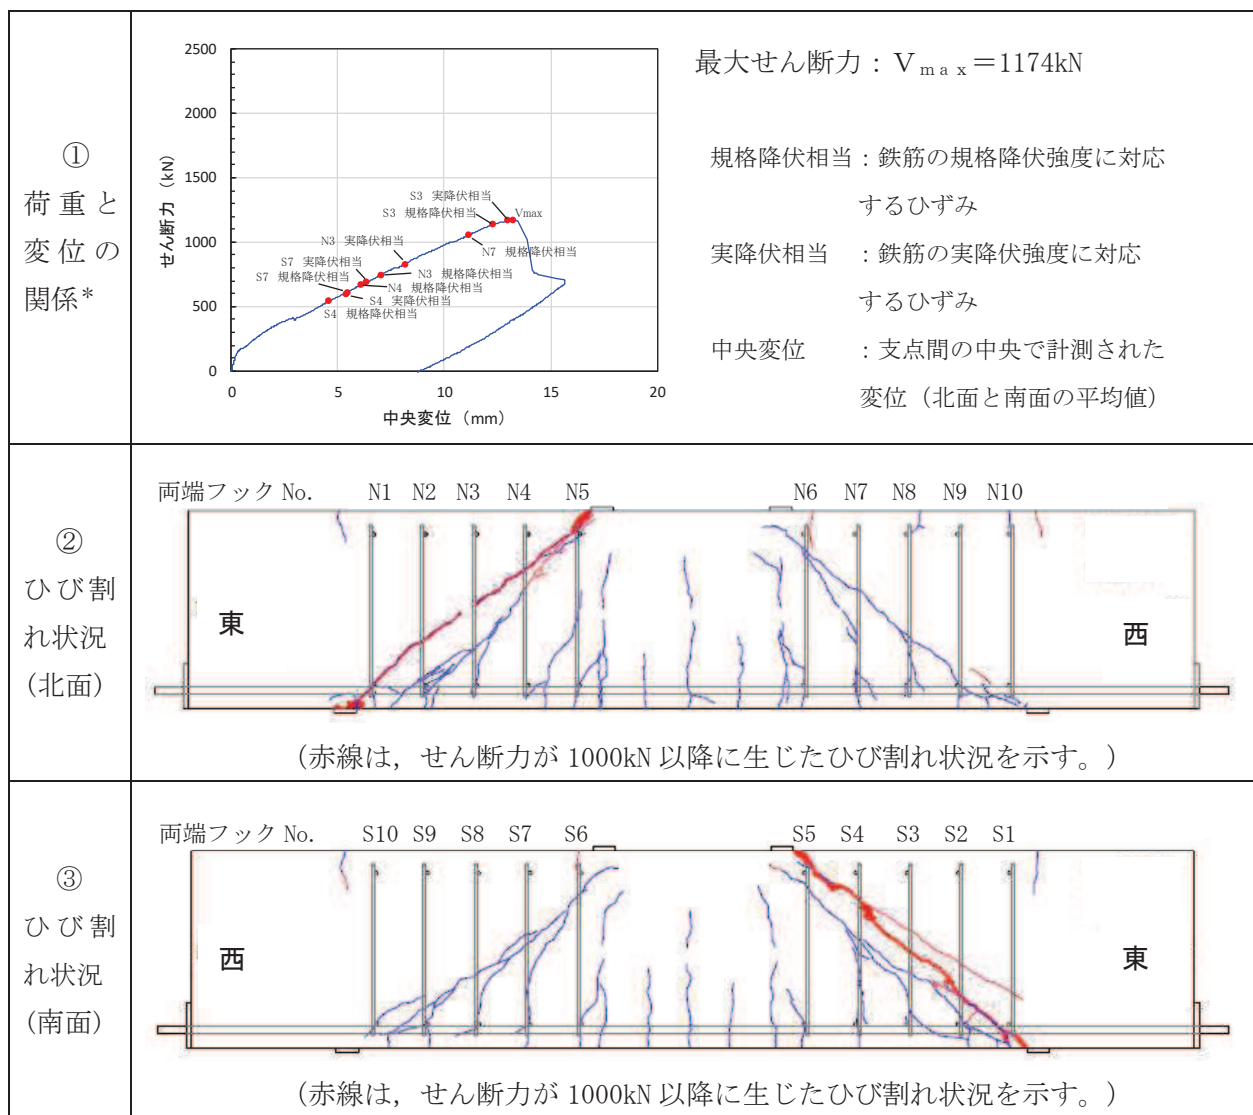 ①
荷重と
変位の
関係*
2500
2000
1500
1000
500
0
0
5
10
15
20
せん断力（kN）
中央変位（mm）
S3 実降伏相当
Vmax
S3 規格降伏相当
N3 実降伏相当
N7 規格降伏相当
S7 実降伏相当
N3 規格降伏相当
S7 規格降伏相当
N4 規格降伏相当
S4 実降伏相当
S4 規格降伏相当
最大せん断力：Ｖｍａｘ＝1174kN
規格降伏相当：鉄筋の規格降伏強度に対応
するひずみ
実降伏相当　：鉄筋の実降伏強度に対応
するひずみ
中央変位　　：支点間の中央で計測された
変位（北面と南面の平均値）
②
ひび割
れ状況
(北面)
両端フック No. N1 N2 N3 N4 N5 N6 N7 N8 N9 N10
東
西
(赤線は，せん断力が 1000kN 以降に生じたひび割れ状況を示す。)
③
ひび割
れ状況
(南面)
両端フック No. S10 S9 S8 S7 S6 S5 S4 S3 S2 S1
西
東
(赤線は，せん断力が 1000kN 以降に生じたひび割れ状況を示す。)